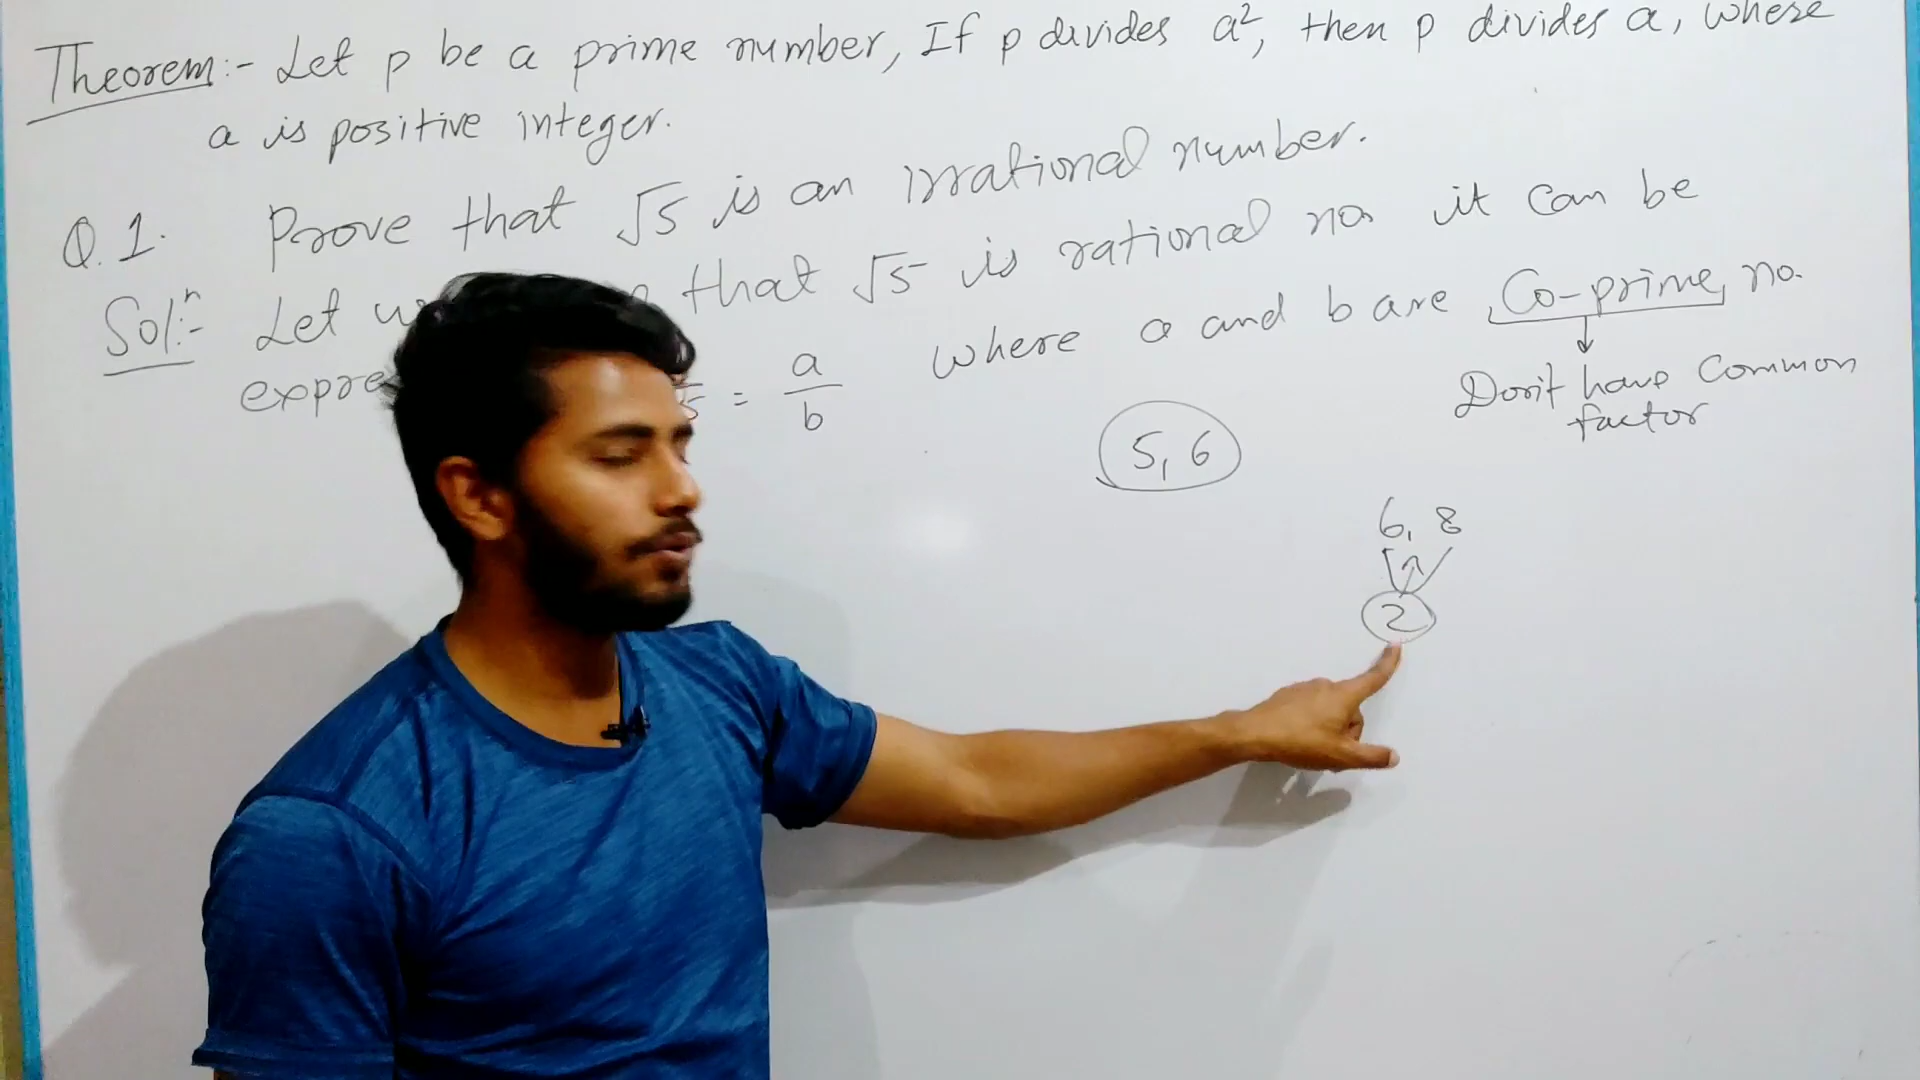 Theorem:- Let p be a prime number, If p divides a², then p divides a, where
a is positive integer.
Q.1. Prove that √5 is an irrational number.
Solⁿ:- Let that √5 is rational no. it can be
= a/b where a and b are Co-prime no.
Don't have Common
factor
5, 6
6, 8
2